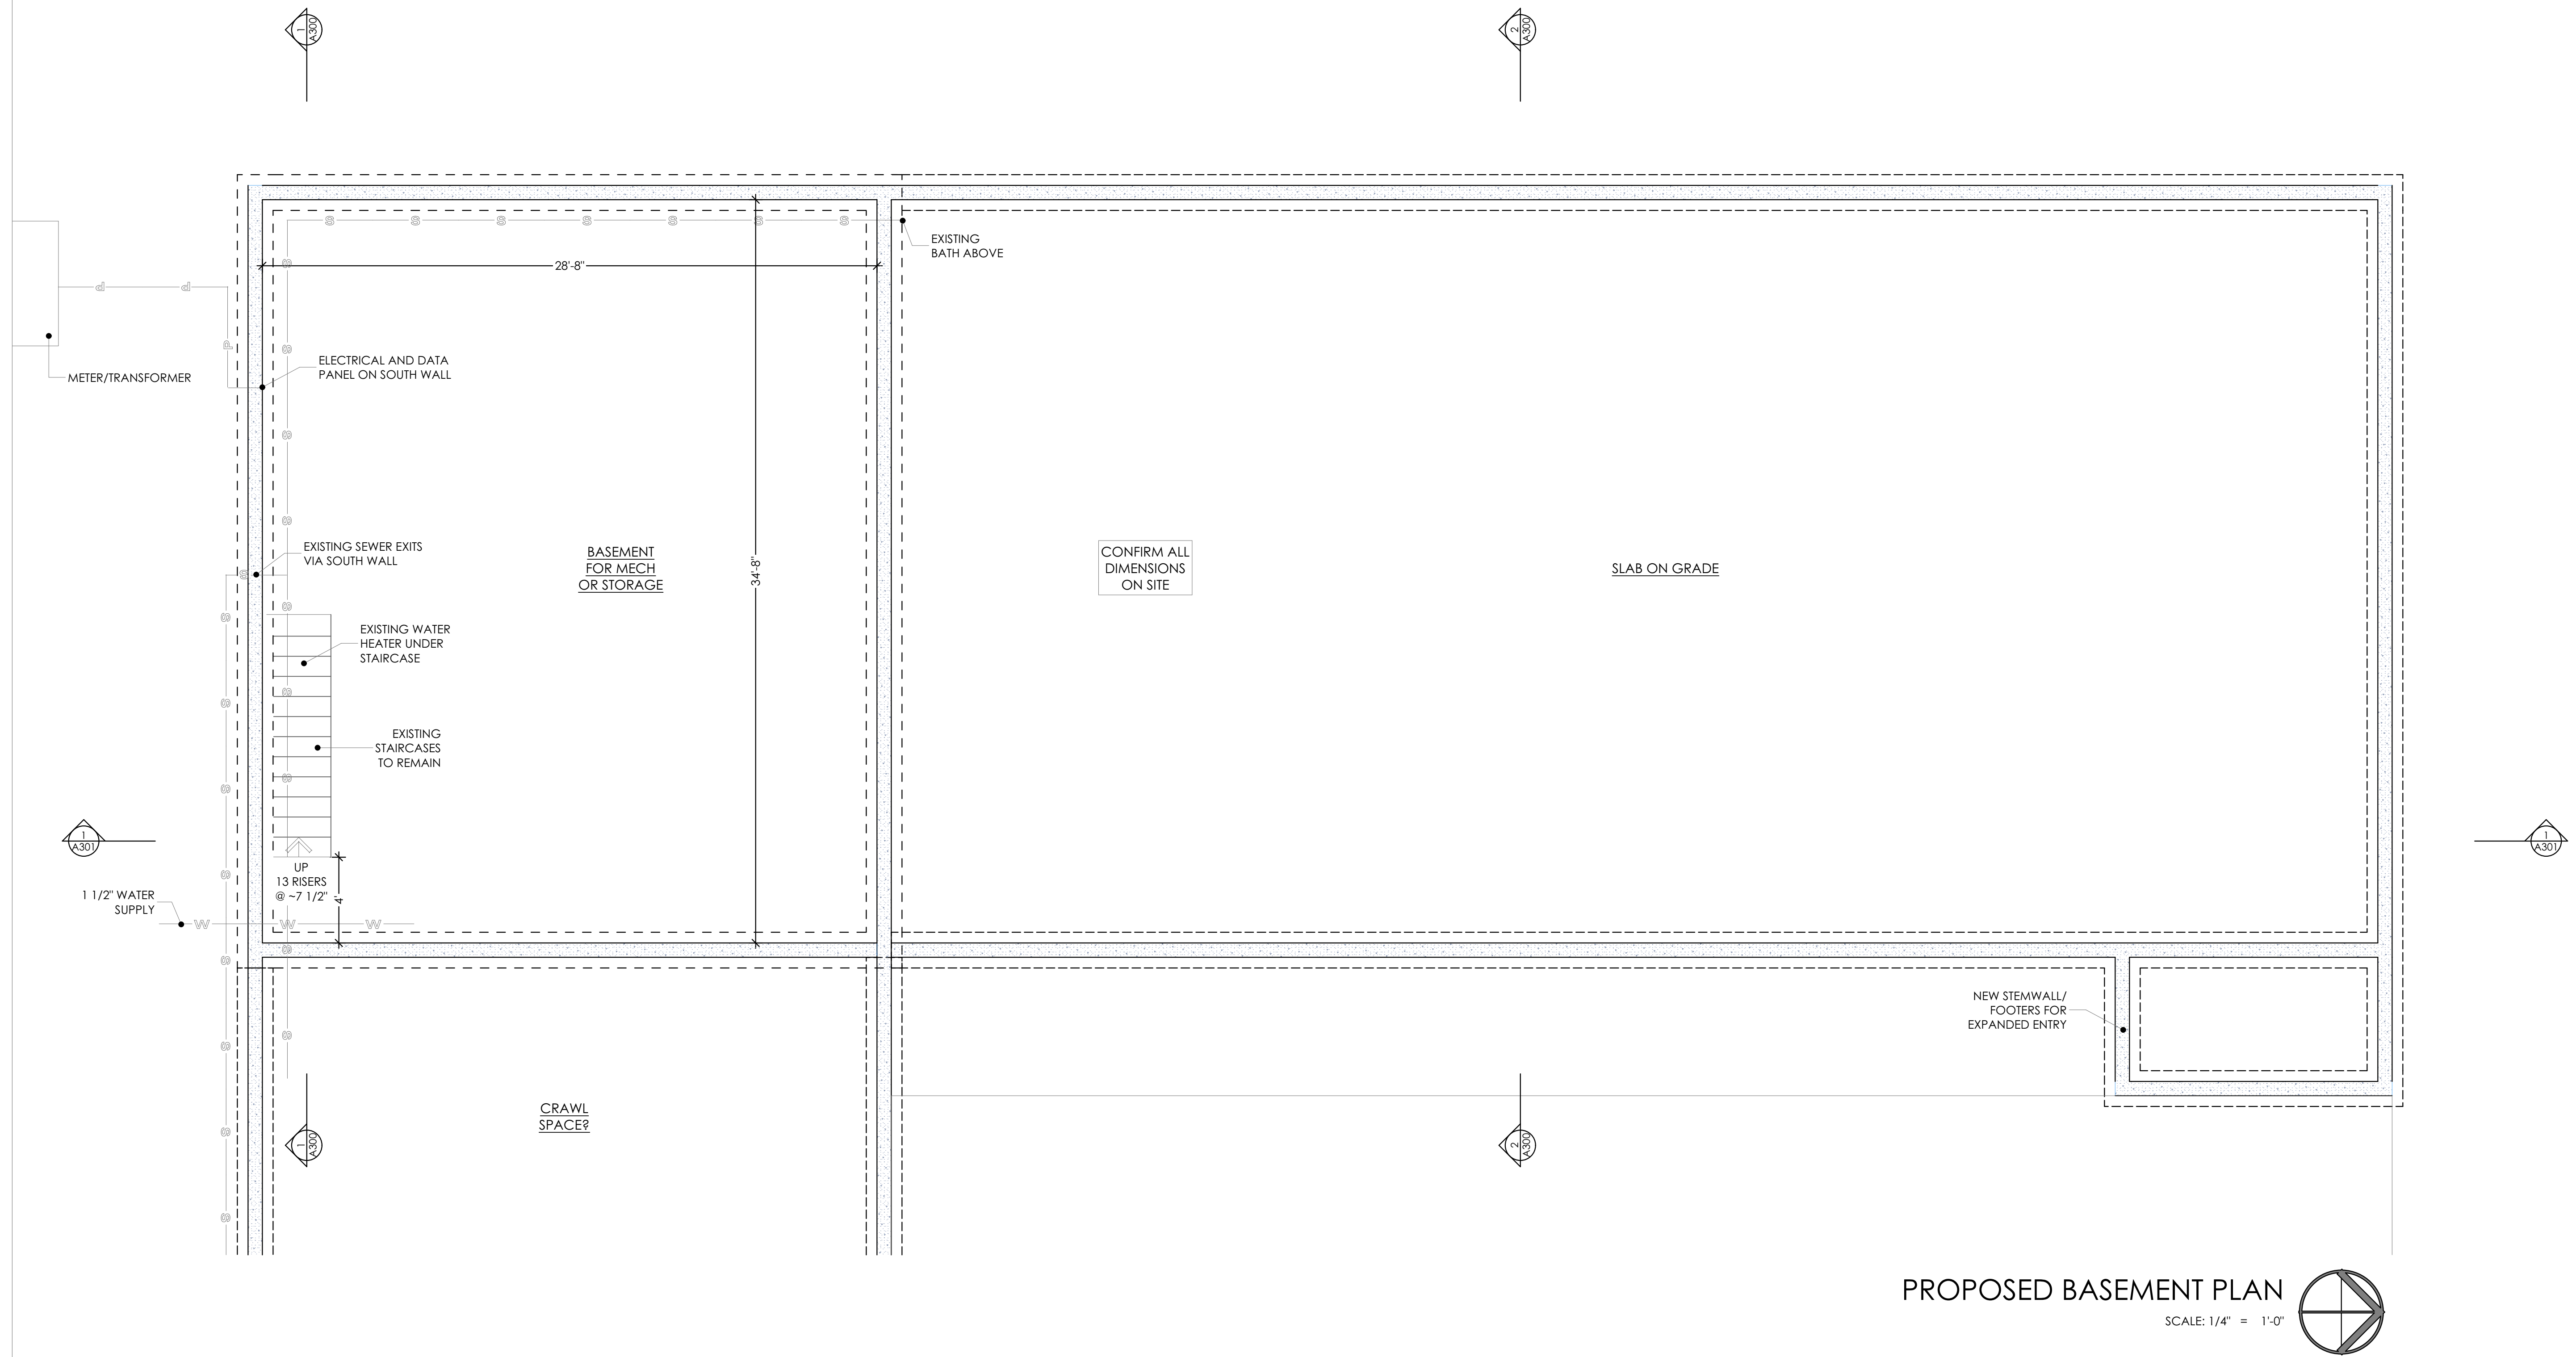 1
A300
2
A300
EXISTING
BATH ABOVE
S S S S S S S
28'-8"
P P
P
METER/TRANSFORMER
ELECTRICAL AND DATA
PANEL ON SOUTH WALL
EXISTING SEWER EXITS
VIA SOUTH WALL
BASEMENT
FOR MECH
OR STORAGE
34'-8"
CONFIRM ALL
DIMENSIONS
ON SITE
SLAB ON GRADE
EXISTING WATER
HEATER UNDER
STAIRCASE
EXISTING
STAIRCASES
TO REMAIN
1
A301
1
A301
UP
13 RISERS
@ ~7 1/2"
4'
1 1/2" WATER
SUPPLY
W W W
NEW STEMWALL/
FOOTERS FOR
EXPANDED ENTRY
CRAWL
SPACE?
1
A300
2
A300
S S S S S S S S S S
S S S S S S S S S
PROPOSED BASEMENT PLAN
SCALE: 1/4" = 1'-0"